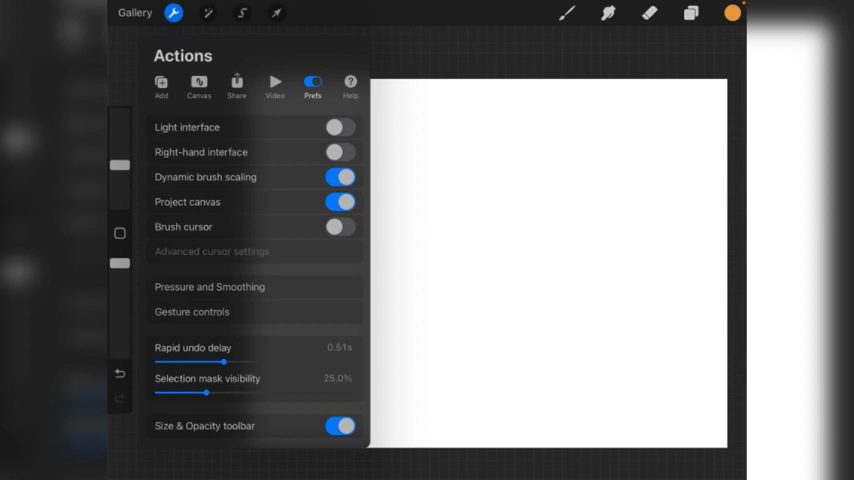 Gallery
Actions
Add Canvas Share Video Prefs Help
Light interface
Right-hand interface
Dynamic brush scaling
Project canvas
Brush cursor
Advanced cursor settings
Pressure and Smoothing
Gesture controls
Rapid undo delay 0.51s
Selection mask visibility 25.0%
Size & Opacity toolbar